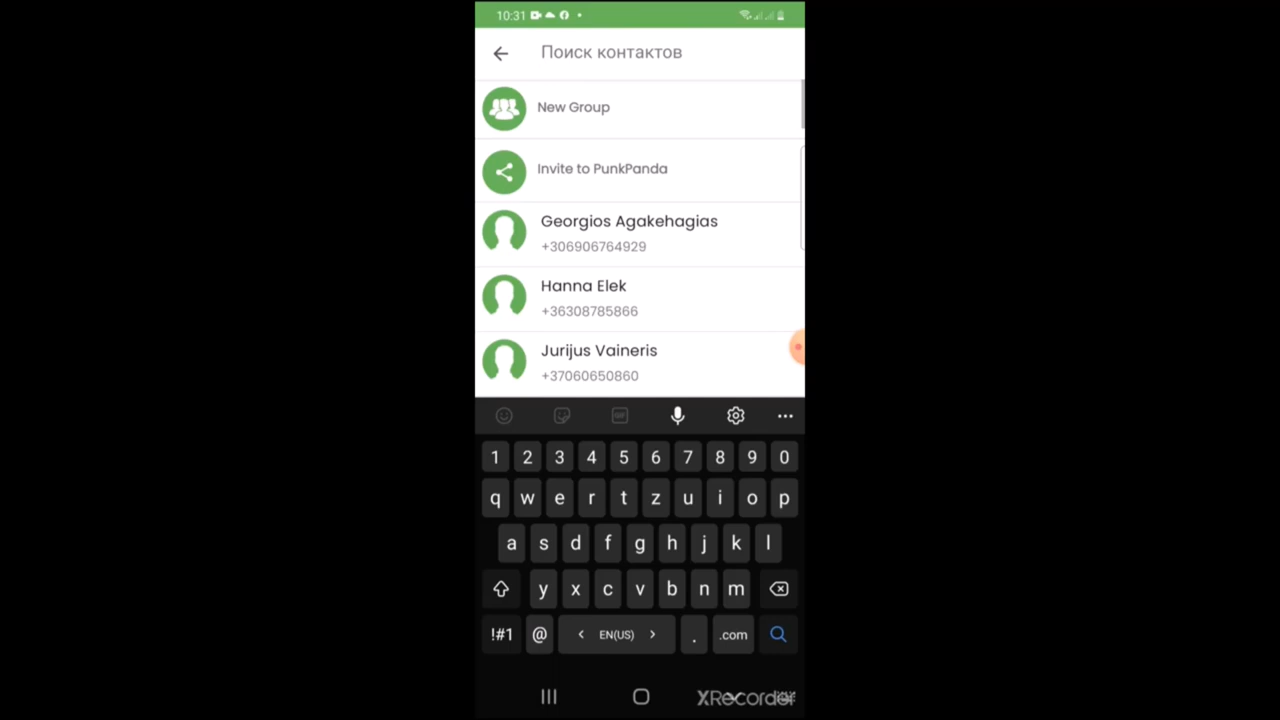 10:31
Поиск контактов
New Group
Invite to PunkPanda
Georgios Agakehagias
+306906764929
Hanna Elek
+36308785866
Jurijus Vaineris
+37060650860
GIF
1 2 3 4 5 6 7 8 9 0
q w e r t z u i o p
a s d f g h j k l
y x c v b n m
!#1 @ EN(US) . .com
XRecorder